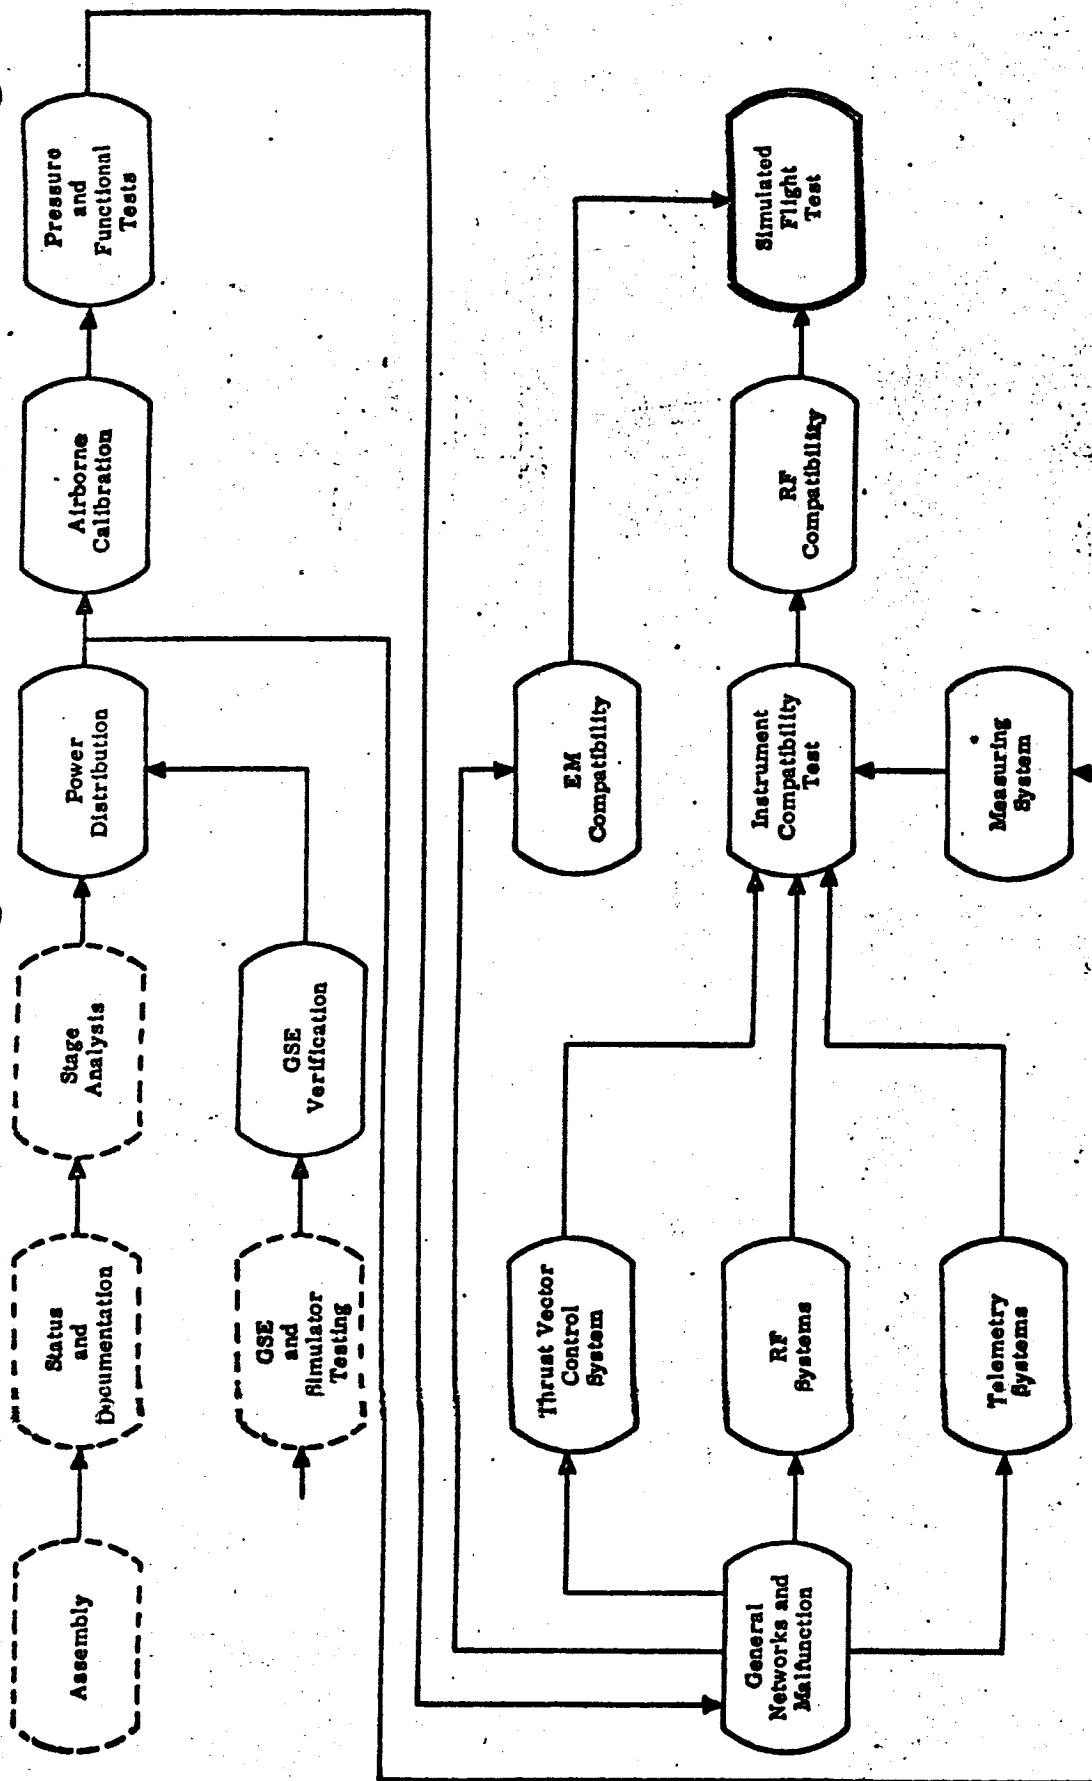 Assembly
Status
and
Documentation
Stage
Analysis
Power
Distribution
Airborne
Calibration
Pressure
and
Functional
Tests
GSE
and
Simulator
Testing
GSE
Verification
EM
Compatibility
Simulated
Flight
Test
General
Networks and
Malfunction
Thrust Vector
Control
System
RF
Systems
Telemetry
Systems
Instrument
Compatibility
Test
RF
Compatibility
Measuring *
System